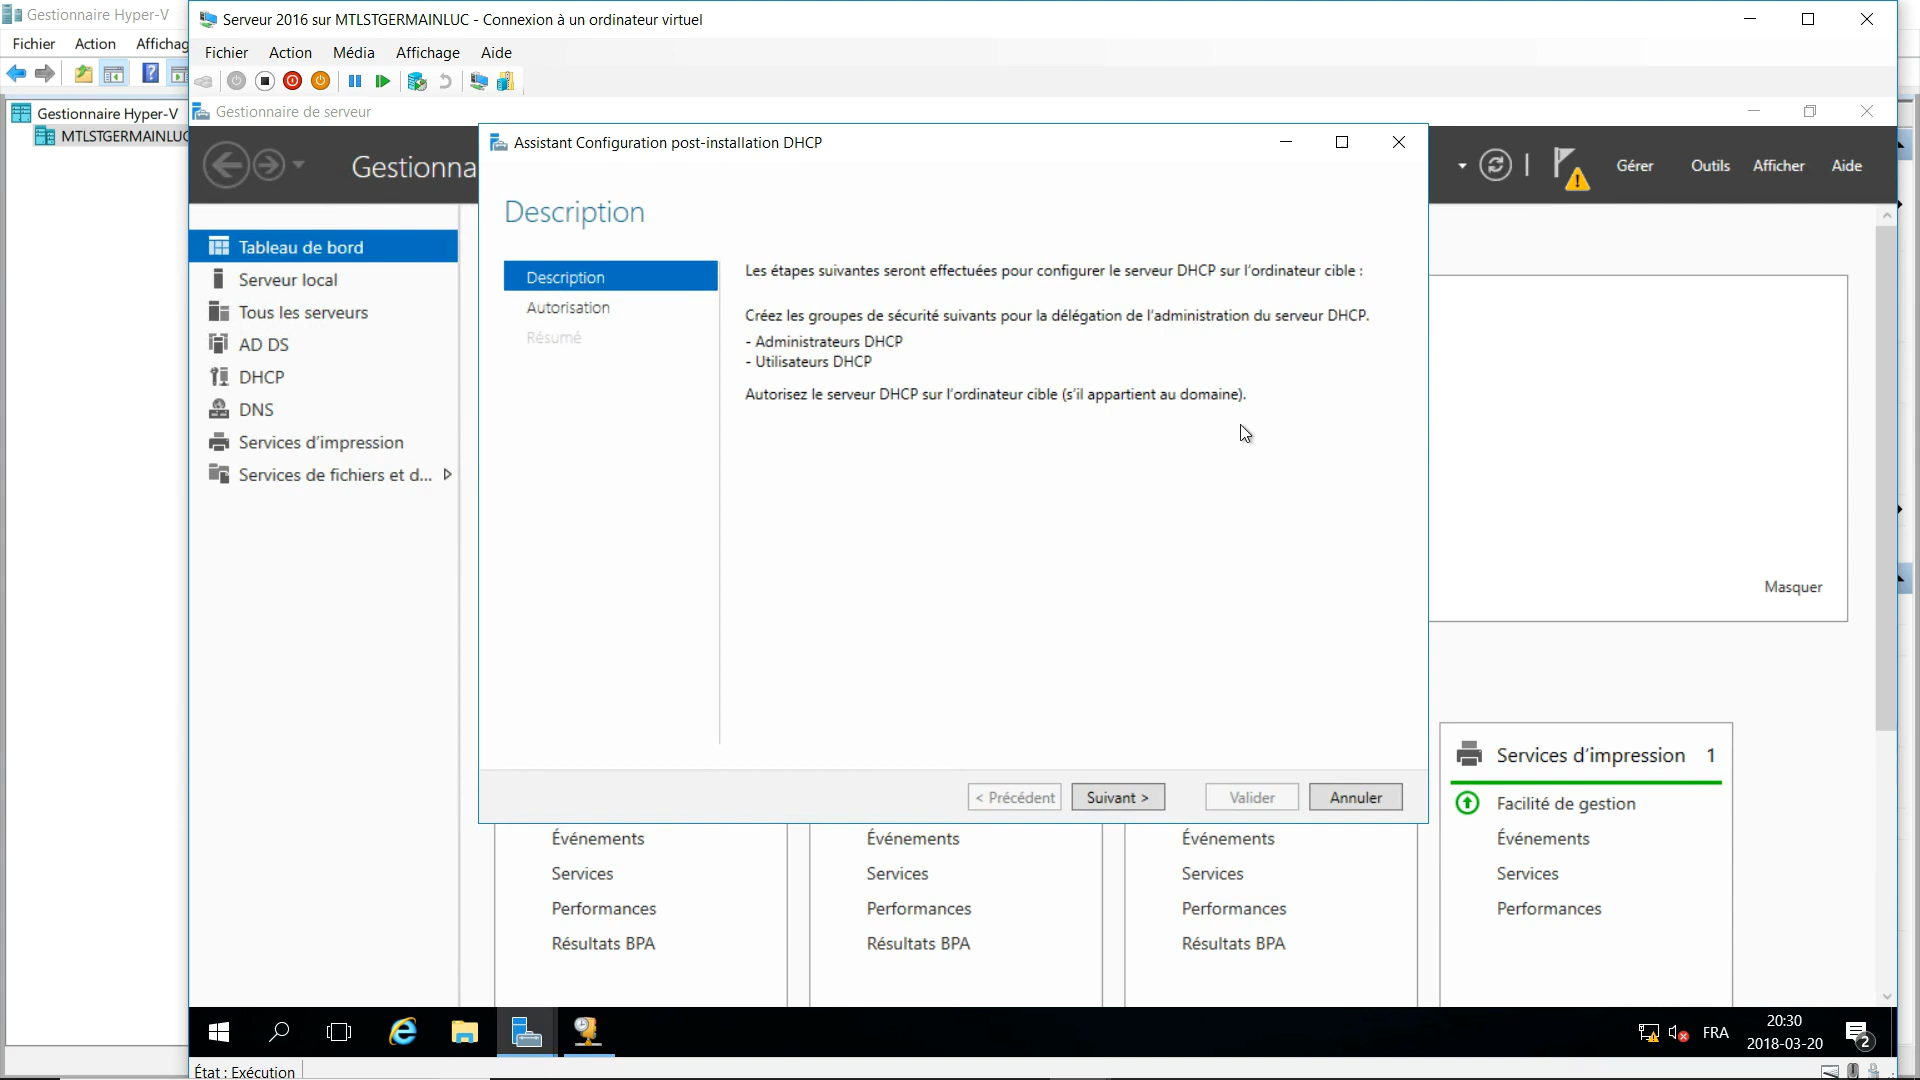 Gestionnaire Hyper-V
Fichier Action Affichag
Gestionnaire Hyper-V
MTLSTGERMAINLUC
Serveur 2016 sur MTLSTGERMAINLUC - Connexion à un ordinateur virtuel
Fichier Action Média Affichage Aide
Gestionnaire de serveur
Gestionna
Gérer Outils Afficher Aide
Tableau de bord
Serveur local
Tous les serveurs
AD DS
DHCP
DNS
Services d'impression
Services de fichiers et d...
Assistant Configuration post-installation DHCP
Description
Description
Autorisation
Résumé
Les étapes suivantes seront effectuées pour configurer le serveur DHCP sur l'ordinateur cible :
Créez les groupes de sécurité suivants pour la délégation de l'administration du serveur DHCP.
- Administrateurs DHCP
- Utilisateurs DHCP
Autorisez le serveur DHCP sur l'ordinateur cible (s'il appartient au domaine).
< Précédent Suivant > Valider Annuler
Masquer
Événements
Services
Performances
Résultats BPA
Événements
Services
Performances
Résultats BPA
Événements
Services
Performances
Résultats BPA
Services d'impression 1
Facilité de gestion
Événements
Services
Performances
FRA
20:30
2018-03-20
2
État : Exécution